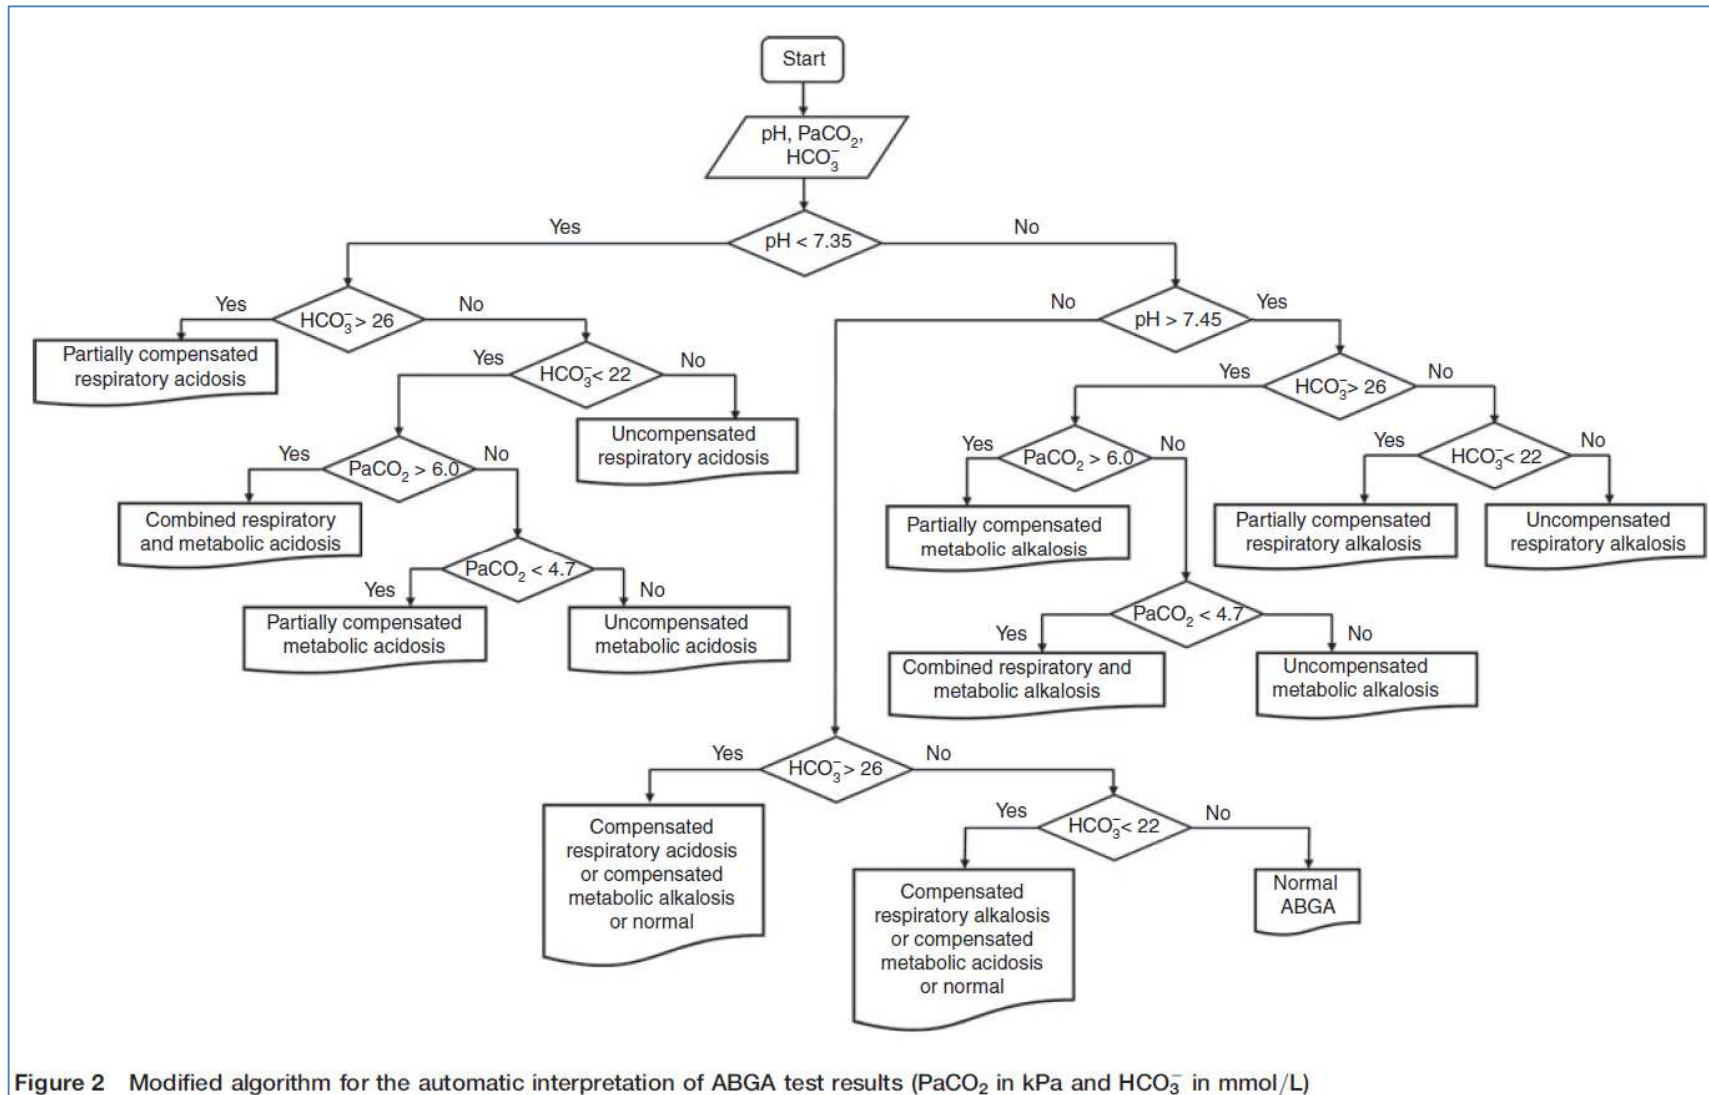 Start
pH, PaCO₂,
HCO₃⁻
pH < 7.35
Yes
No
HCO₃⁻> 26
Yes
No
Partially compensated
respiratory acidosis
HCO₃⁻< 22
Yes
No
Uncompensated
respiratory acidosis
PaCO₂ > 6.0
Yes
No
Combined respiratory
and metabolic acidosis
PaCO₂ < 4.7
Yes
No
Partially compensated
metabolic acidosis
Uncompensated
metabolic acidosis
pH > 7.45
No
Yes
HCO₃⁻> 26
Yes
No
PaCO₂ > 6.0
Yes
No
Partially compensated
metabolic alkalosis
HCO₃⁻< 22
Yes
No
Partially compensated
respiratory alkalosis
Uncompensated
respiratory alkalosis
PaCO₂ < 4.7
Yes
No
Combined respiratory and
metabolic alkalosis
Uncompensated
metabolic alkalosis
HCO₃⁻> 26
Yes
No
Compensated
respiratory acidosis
or compensated
metabolic alkalosis
or normal
HCO₃⁻< 22
Yes
No
Compensated
respiratory alkalosis
or compensated
metabolic acidosis
or normal
Normal
ABGA
Figure 2 Modified algorithm for the automatic interpretation of ABGA test results (PaCO₂ in kPa and HCO₃⁻ in mmol/L)